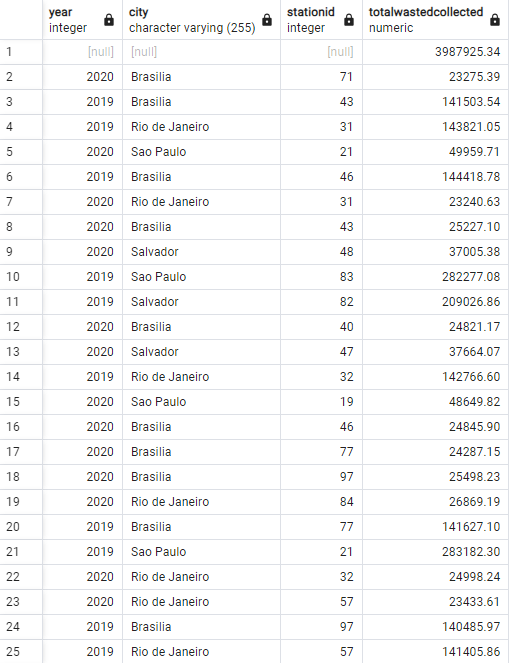 year city stationid totalwastedcollected
integer character varying (255) integer numeric
1 [null] [null] [null] 3987925.34
2 2020 Brasilia 71 23275.39
3 2019 Brasilia 43 141503.54
4 2019 Rio de Janeiro 31 143821.05
5 2020 Sao Paulo 21 49959.71
6 2019 Brasilia 46 144418.78
7 2020 Rio de Janeiro 31 23240.63
8 2020 Brasilia 43 25227.10
9 2020 Salvador 48 37005.38
10 2019 Sao Paulo 83 282277.08
11 2019 Salvador 82 209026.86
12 2020 Brasilia 40 24821.17
13 2020 Salvador 47 37664.07
14 2019 Rio de Janeiro 32 142766.60
15 2020 Sao Paulo 19 48649.82
16 2020 Brasilia 46 24845.90
17 2020 Brasilia 77 24287.15
18 2020 Brasilia 97 25498.23
19 2020 Rio de Janeiro 84 26869.19
20 2019 Brasilia 77 141627.10
21 2019 Sao Paulo 21 283182.30
22 2020 Rio de Janeiro 32 24998.24
23 2020 Rio de Janeiro 57 23433.61
24 2019 Brasilia 97 140485.97
25 2019 Rio de Janeiro 57 141405.86